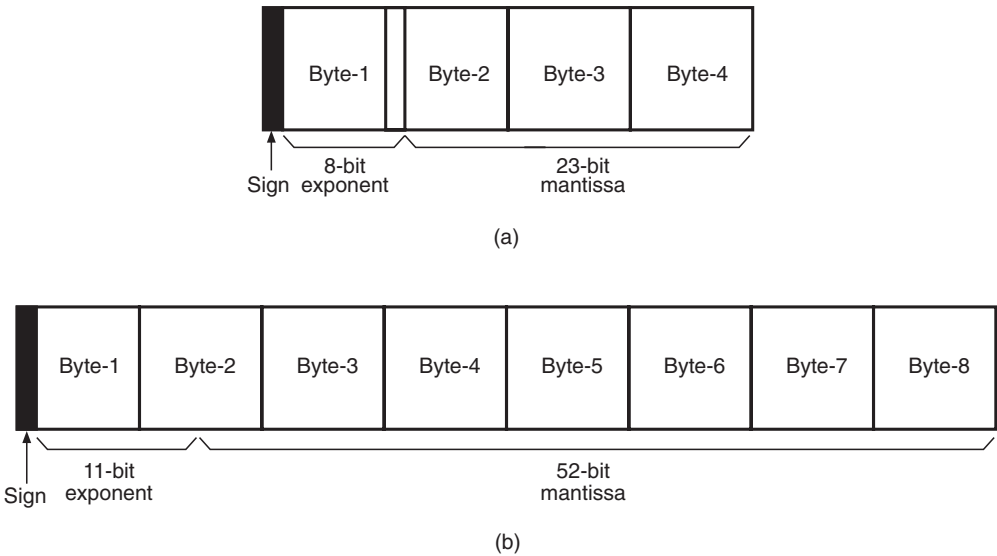 Byte-1 Byte-2 Byte-3 Byte-4
Sign 8-bit exponent 23-bit mantissa
(a)
Byte-1 Byte-2 Byte-3 Byte-4 Byte-5 Byte-6 Byte-7 Byte-8
Sign 11-bit exponent 52-bit mantissa
(b)